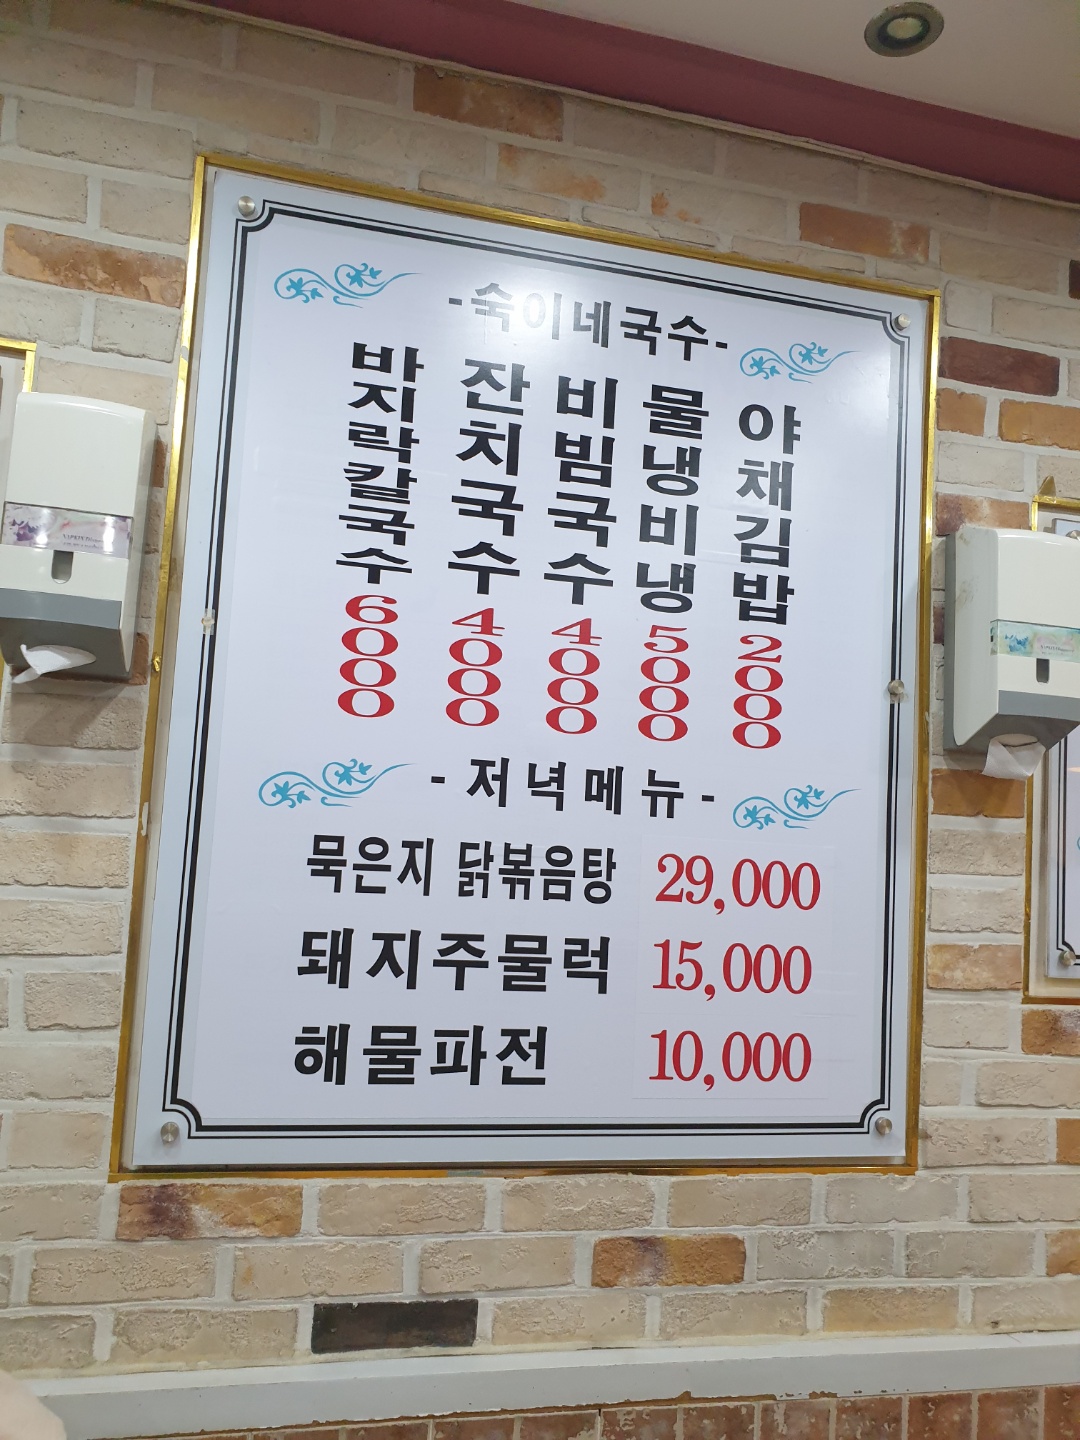 -숙이네국수-
바지락칼국수 6000
잔치국수 4000
비빔국수 4000
물냉비냉 5000
야채김밥 2000
- 저녁메뉴 -
묵은지 닭볶음탕 29,000
돼지주물럭 15,000
해물파전 10,000